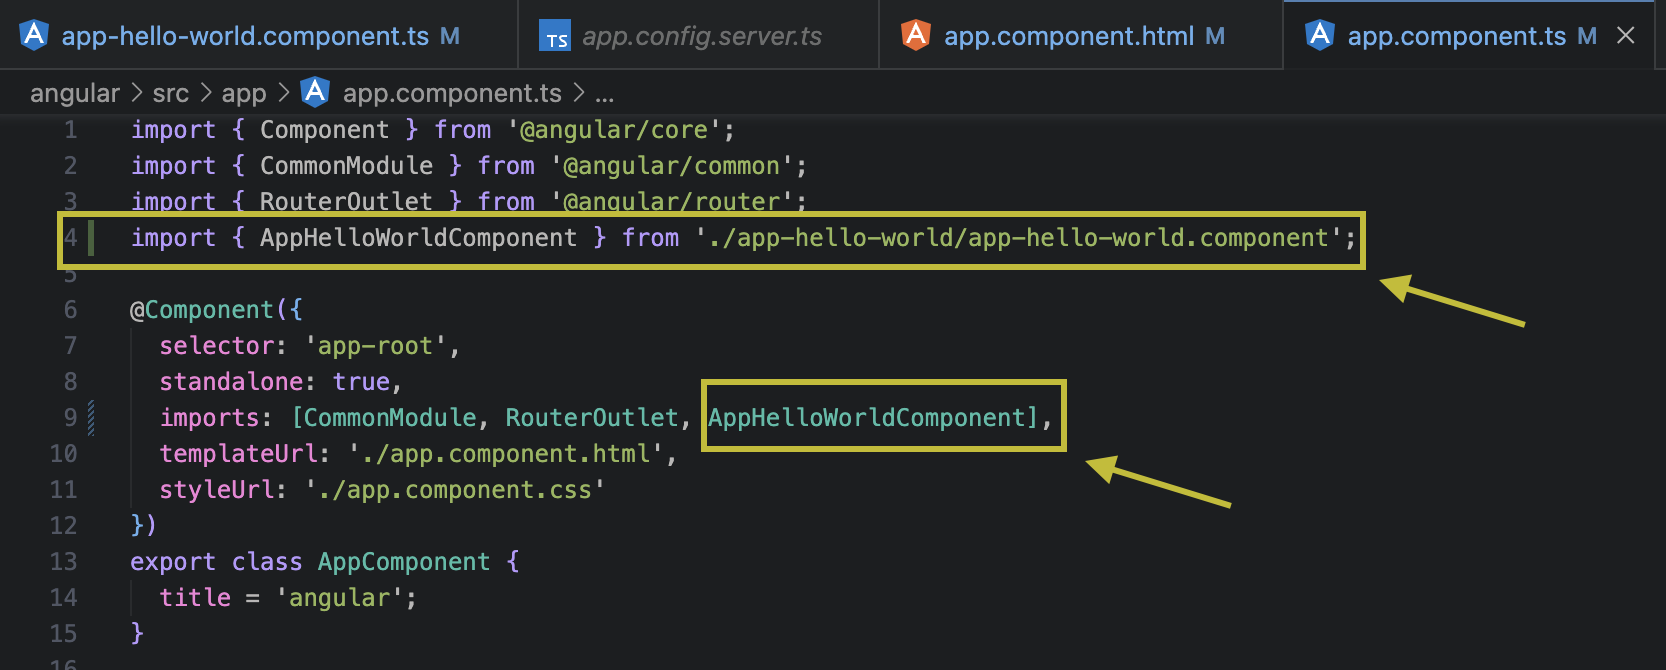 app-hello-world.component.ts M
app.config.server.ts
app.component.html M
app.component.ts M
angular > src > app > app.component.ts > ...
1 import { Component } from '@angular/core';
2 import { CommonModule } from '@angular/common';
3 import { RouterOutlet } from '@angular/router';
4 import { AppHelloWorldComponent } from './app-hello-world/app-hello-world.component';
5
6 @Component({
7   selector: 'app-root',
8   standalone: true,
9   imports: [CommonModule, RouterOutlet, AppHelloWorldComponent],
10   templateUrl: './app.component.html',
11   styleUrl: './app.component.css'
12 })
13 export class AppComponent {
14   title = 'angular';
15 }
16